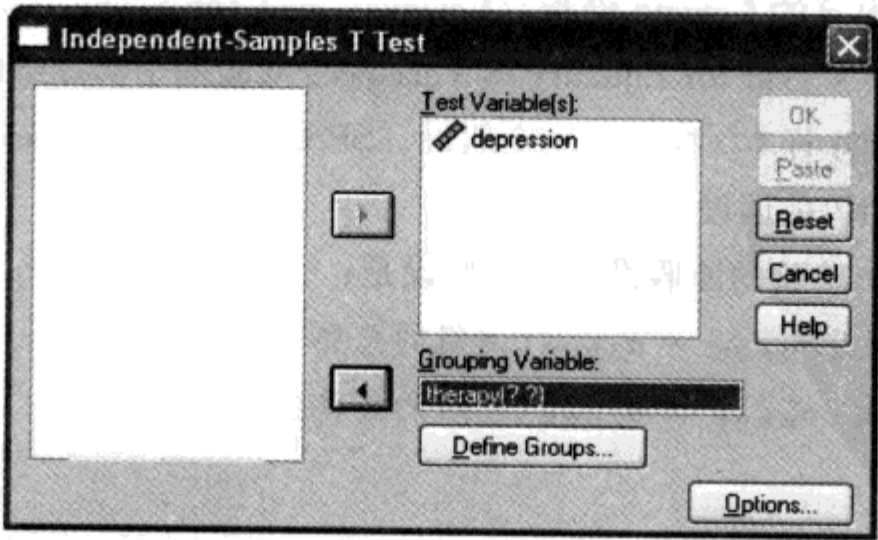 Independent-Samples T Test
Test Variable(s):
depression
OK
Paste
Reset
Cancel
Help
Grouping Variable:
therapy(? ?)
Define Groups...
Options...